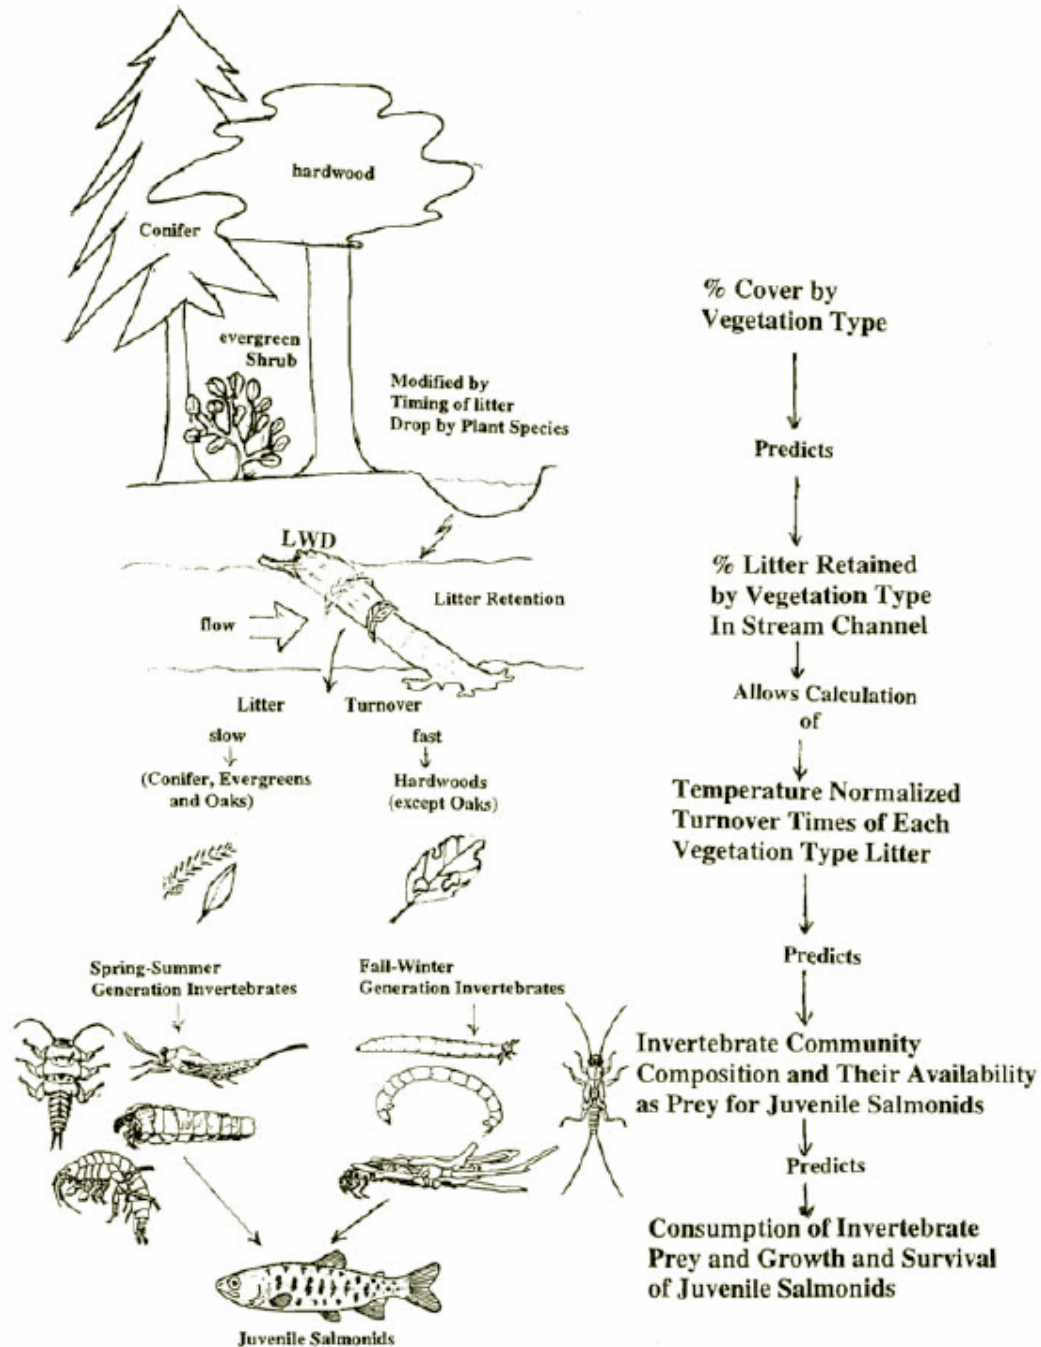 hardwood
Conifer
evergreen
Shrub
Modified by
Timing of litter
Drop by Plant Species
LWD
Litter Retention
flow
Litter Turnover
slow
fast
(Conifer, Evergreens
and Oaks)
Hardwoods
(except Oaks)
Spring-Summer
Generation Invertebrates
Fall-Winter
Generation Invertebrates
Juvenile Salmonids
% Cover by
Vegetation Type
Predicts
% Litter Retained
by Vegetation Type
In Stream Channel
Allows Calculation
of
Temperature Normalized
Turnover Times of Each
Vegetation Type Litter
Predicts
Invertebrate Community
Composition and Their Availability
as Prey for Juvenile Salmonids
Predicts
Consumption of Invertebrate
Prey and Growth and Survival
of Juvenile Salmonids